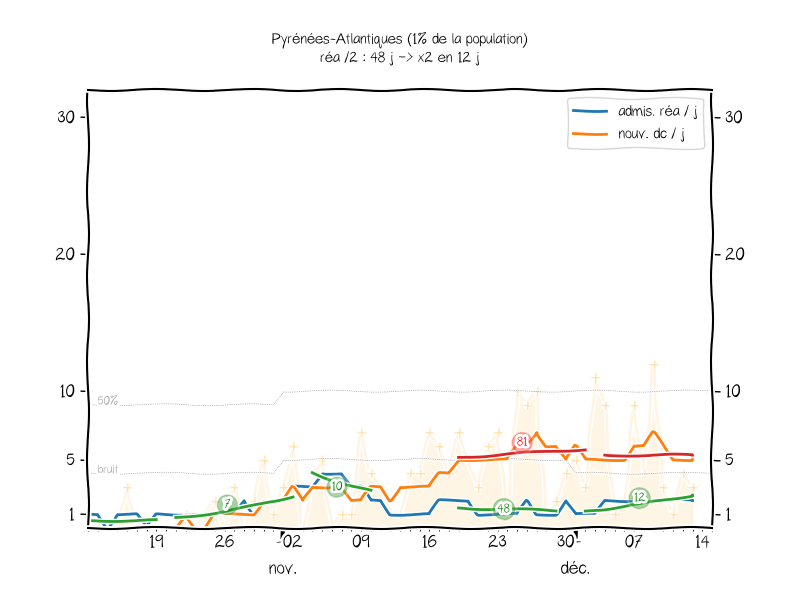 Pyrénées-Atlantiques (1% de la population)
réa /2 : 48 j -> x2 en 12 j
admis. réa / j
nouv. dc / j
30
30
20
20
10
10
50%
5
5
bruit
1
1
81
10
7
48
12
19 26 02 09 16 23 30 07 14
nov. déc.